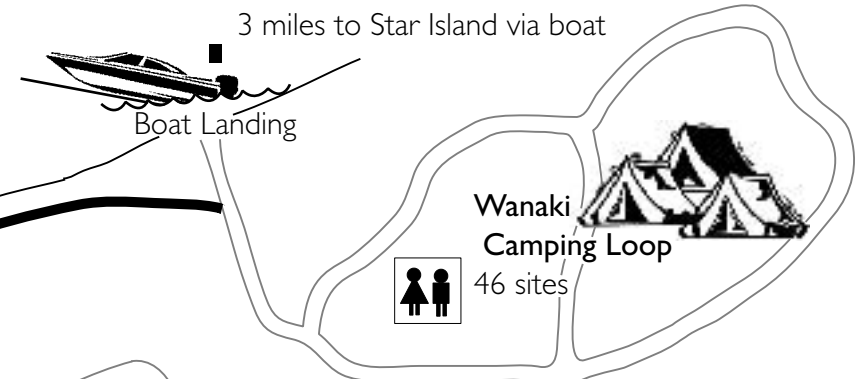 3 miles to Star Island via boat
Boat Landing
Wanaki
Camping Loop
46 sites